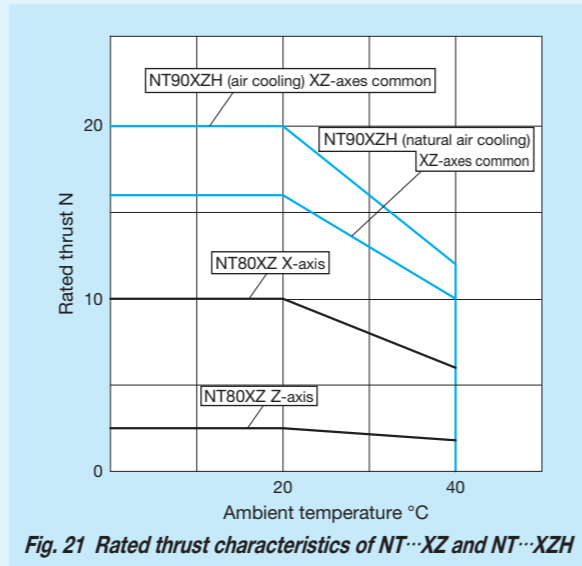 NT90XZH (air cooling) XZ-axes common
20
NT90XZH (natural air cooling)
XZ-axes common
Rated thrust N
NT80XZ X-axis
10
NT80XZ Z-axis
0
20
40
Ambient temperature °C
Fig. 21 Rated thrust characteristics of NT···XZ and NT···XZH